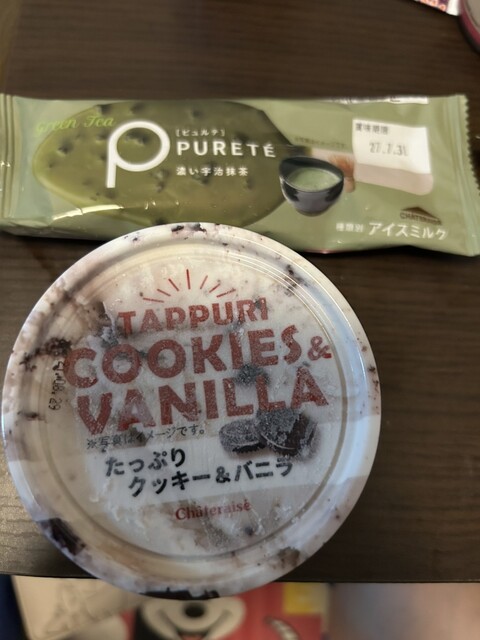 Green Tea
[ピュルテ]
PURETÉ
濃い宇治抹茶
賞味期限
27.7.31
種類別 アイスミルク
TAPPURI
COOKIES &
VANILLA
※写真はイメージです。
たっぷり
クッキー&バニラ
Châteraisé